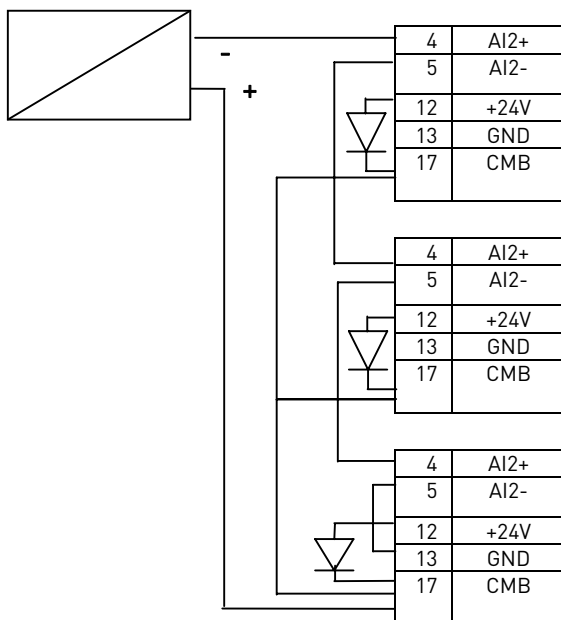 -
+
4 AI2+
5 AI2-
12 +24V
13 GND
17 CMB
4 AI2+
5 AI2-
12 +24V
13 GND
17 CMB
4 AI2+
5 AI2-
12 +24V
13 GND
17 CMB